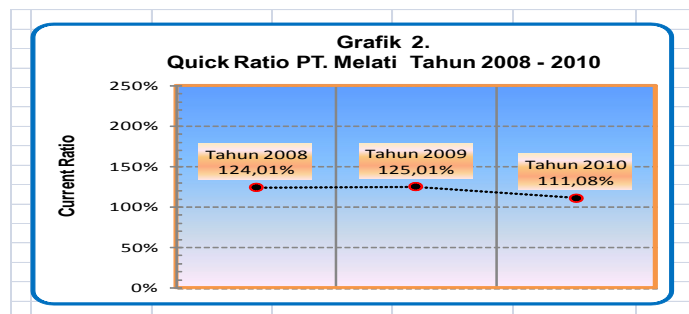 Grafik 2.
Quick Ratio PT. Melati Tahun 2008 - 2010
250%
200%
150%
100%
50%
0%
Current Ratio
Tahun 2008
124,01%
Tahun 2009
125,01%
Tahun 2010
111,08%